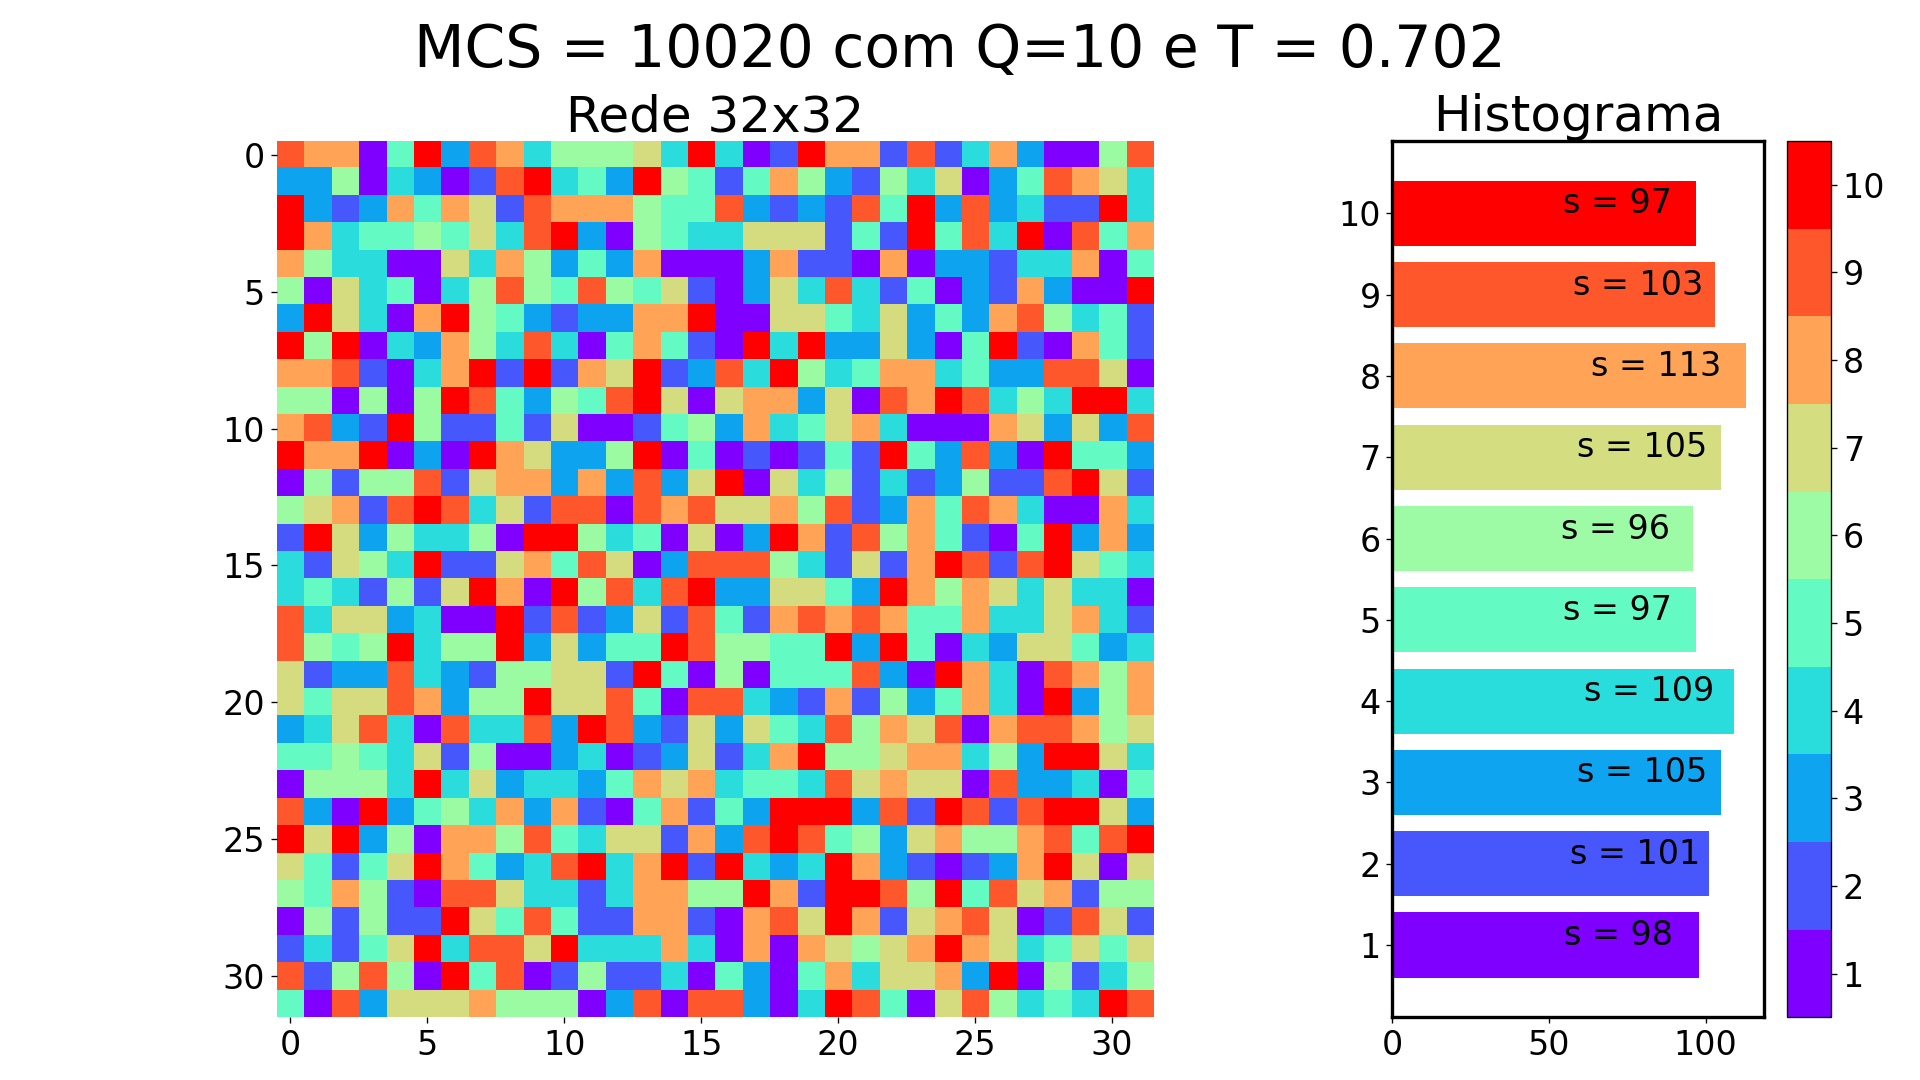 MCS = 10020 com Q=10 e T = 0.702
Rede 32x32
0
5
10
15
20
25
30
0 5 10 15 20 25 30
Histograma
10 s = 97
9 s = 103
8 s = 113
7 s = 105
6 s = 96
5 s = 97
4 s = 109
3 s = 105
2 s = 101
1 s = 98
0 50 100
10
9
8
7
6
5
4
3
2
1